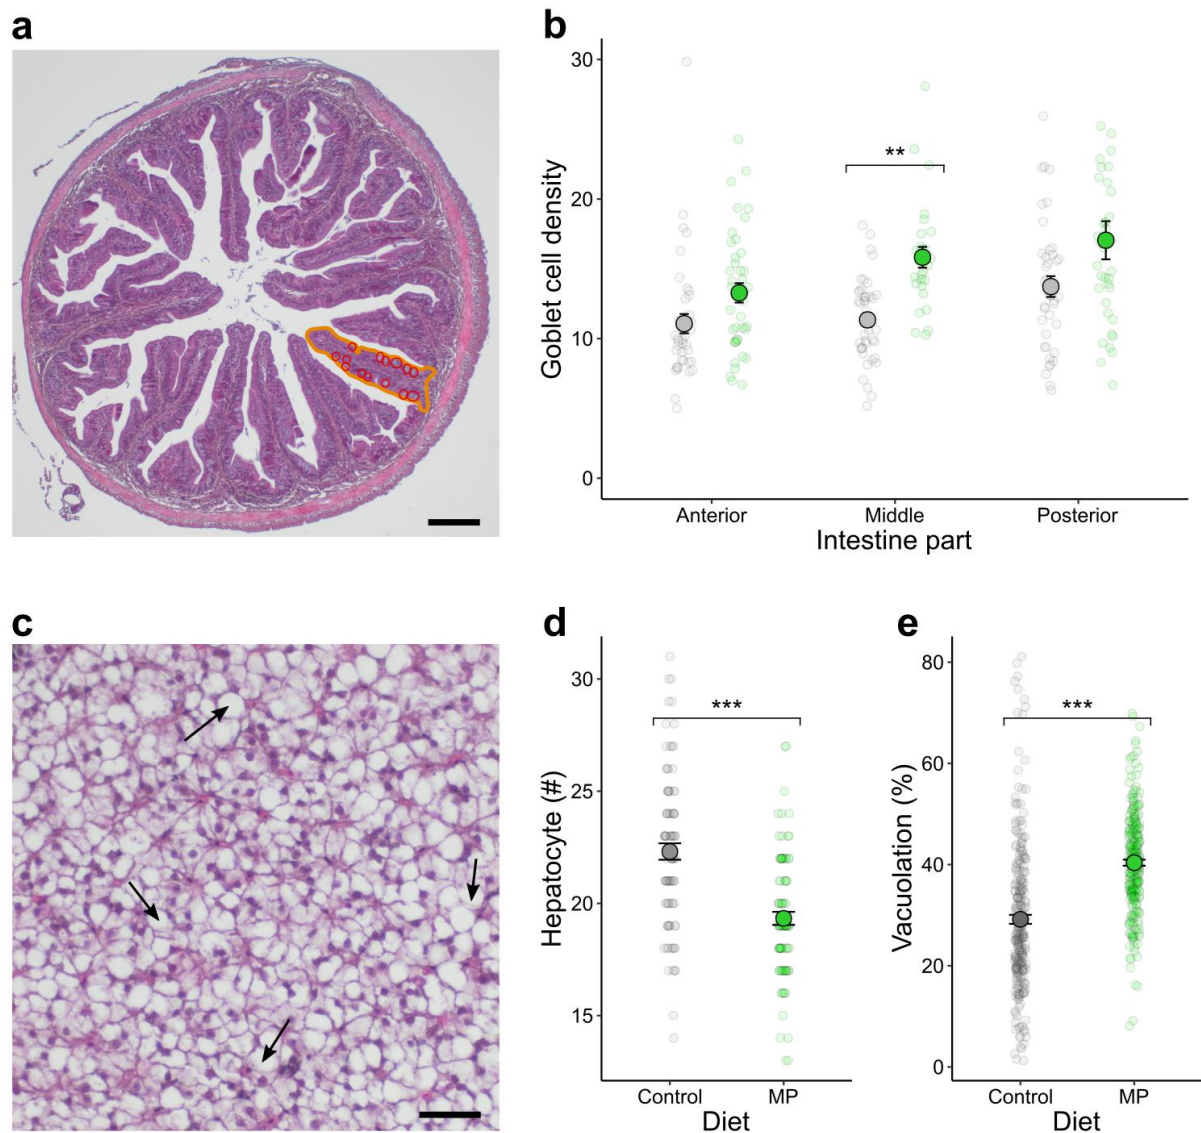 a
b
30
20
10
0
Goblet cell density
**
Anterior
Middle
Posterior
Intestine part
c
d
30
25
20
15
Hepatocyte (#)
***
Control
MP
Diet
e
80
60
40
20
0
Vacuolation (%)
***
Control
MP
Diet